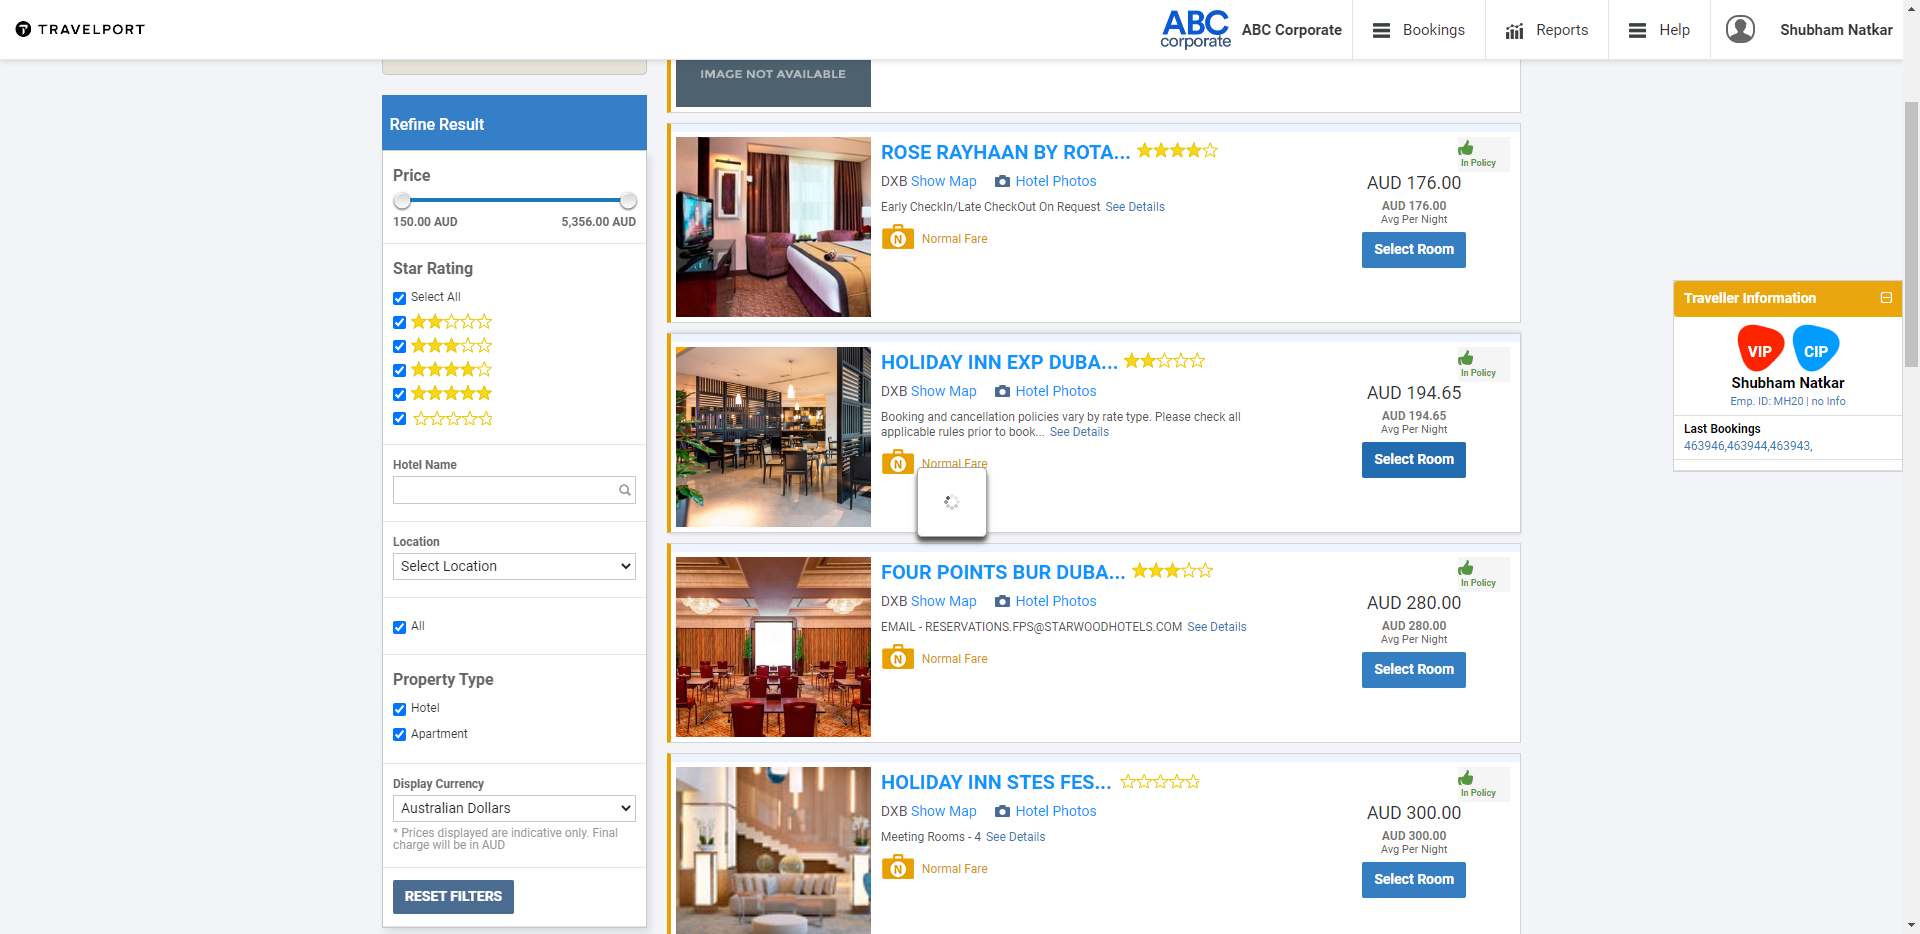 TRAVELPORT
ABC
corporate
ABC Corporate
Bookings
Reports
Help
Shubham Natkar
Refine Result
Price
150.00 AUD
5,356.00 AUD
Star Rating
Select All
Hotel Name
Location
Select Location
All
Property Type
Hotel
Apartment
Display Currency
Australian Dollars
* Prices displayed are indicative only. Final
charge will be in AUD
RESET FILTERS
IMAGE NOT AVAILABLE
ROSE RAYHAAN BY ROTA...
DXB Show Map Hotel Photos
Early CheckIn/Late CheckOut On Request See Details
N Normal Fare
In Policy
AUD 176.00
AUD 176.00
Avg Per Night
Select Room
HOLIDAY INN EXP DUBA...
DXB Show Map Hotel Photos
Booking and cancellation policies vary by rate type. Please check all
applicable rules prior to book... See Details
N Normal Fare
In Policy
AUD 194.65
AUD 194.65
Avg Per Night
Select Room
FOUR POINTS BUR DUBA...
DXB Show Map Hotel Photos
EMAIL - RESERVATIONS.FPS@STARWOODHOTELS.COM See Details
N Normal Fare
In Policy
AUD 280.00
AUD 280.00
Avg Per Night
Select Room
HOLIDAY INN STES FES...
DXB Show Map Hotel Photos
Meeting Rooms - 4 See Details
N Normal Fare
In Policy
AUD 300.00
AUD 300.00
Avg Per Night
Select Room
Traveller Information
VIP
CIP
Shubham Natkar
Emp. ID: MH20 | no Info
Last Bookings
463946,463944,463943,